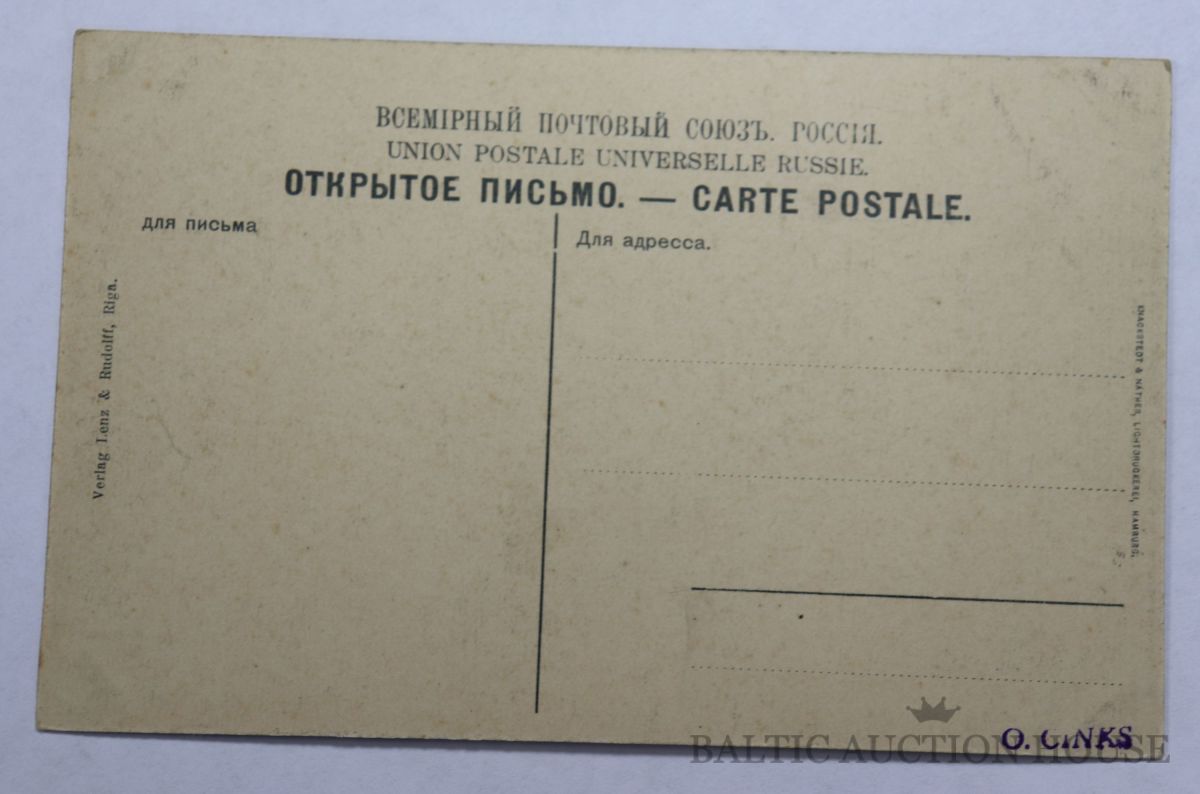 ВСЕМІРНЫЙ ПОЧТОВЫЙ СОЮЗЪ. РОССІЯ.
UNION POSTALE UNIVERSELLE RUSSIE.
ОТКРЫТОЕ ПИСЬМО. — CARTE POSTALE.
для письма
Для адресса.
Verlag Lenz & Rudolff, Riga.
KNACKSTEDT & NÄTHER, LICHTDRUCKEREI, HAMBURG.
O. CINKS
BALTIC AUCTION HOUSE